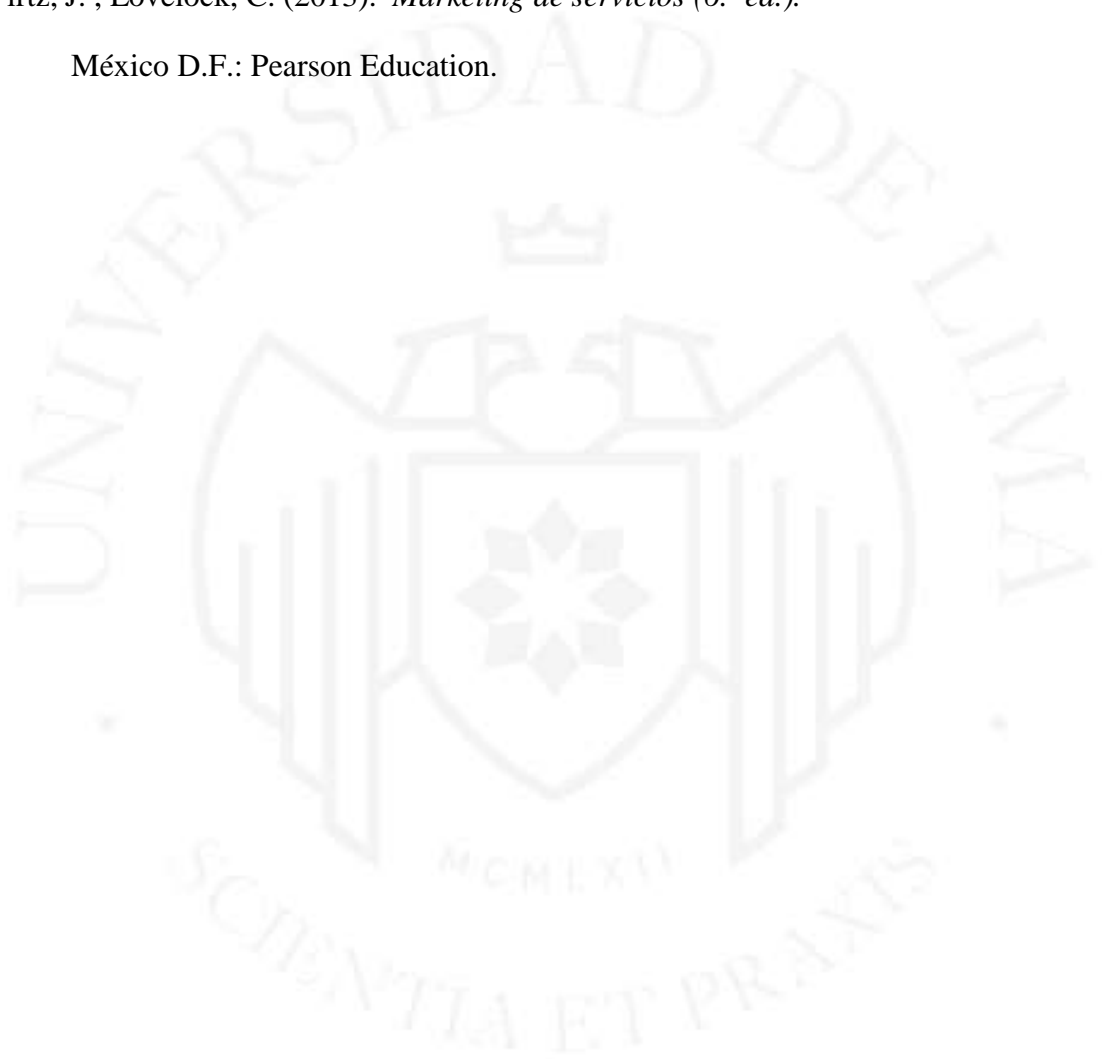 irtz, J. , Lovelock, C. (2015). Marketing de servicios (6.ª ed.).
México D.F.: Pearson Education.
UNIVERSIDAD DE LIMA
MCMLXII
SCIENTIA ET PRAXIS